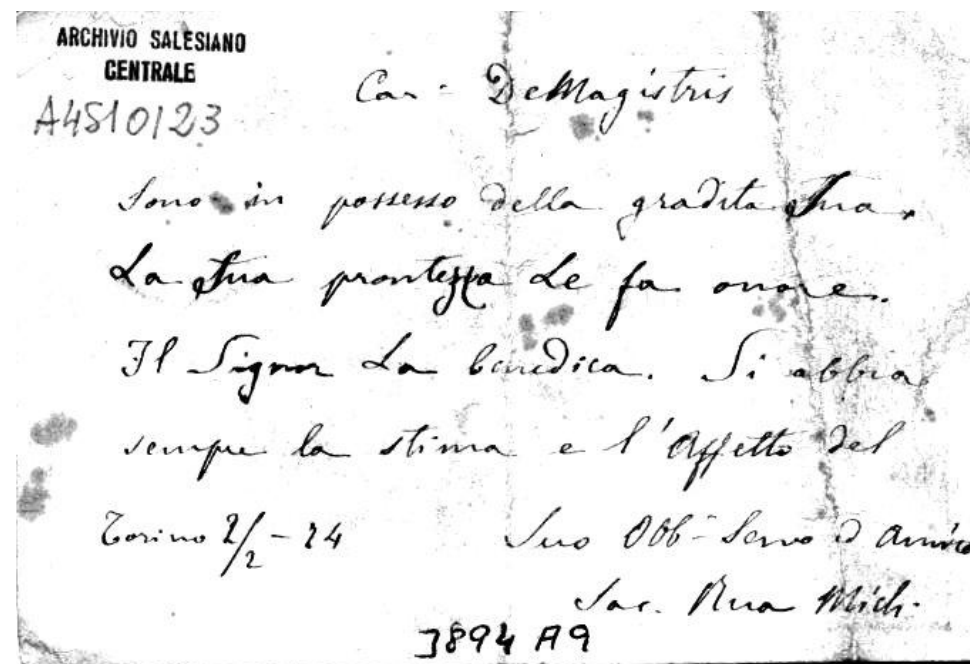 ARCHIVIO SALESIANO
CENTRALE
A4510123
Car - DeMagistris
Sono in possesso della gradita Sua.
La Sua prontezza Le fa onore.
Il Signor La benedica. Si abbia
sempre la stima e l'Affetto del
Torino 2/2-74
Suo Obb- Servo ed Amico
Sac. Rua Mich.
3894 A9